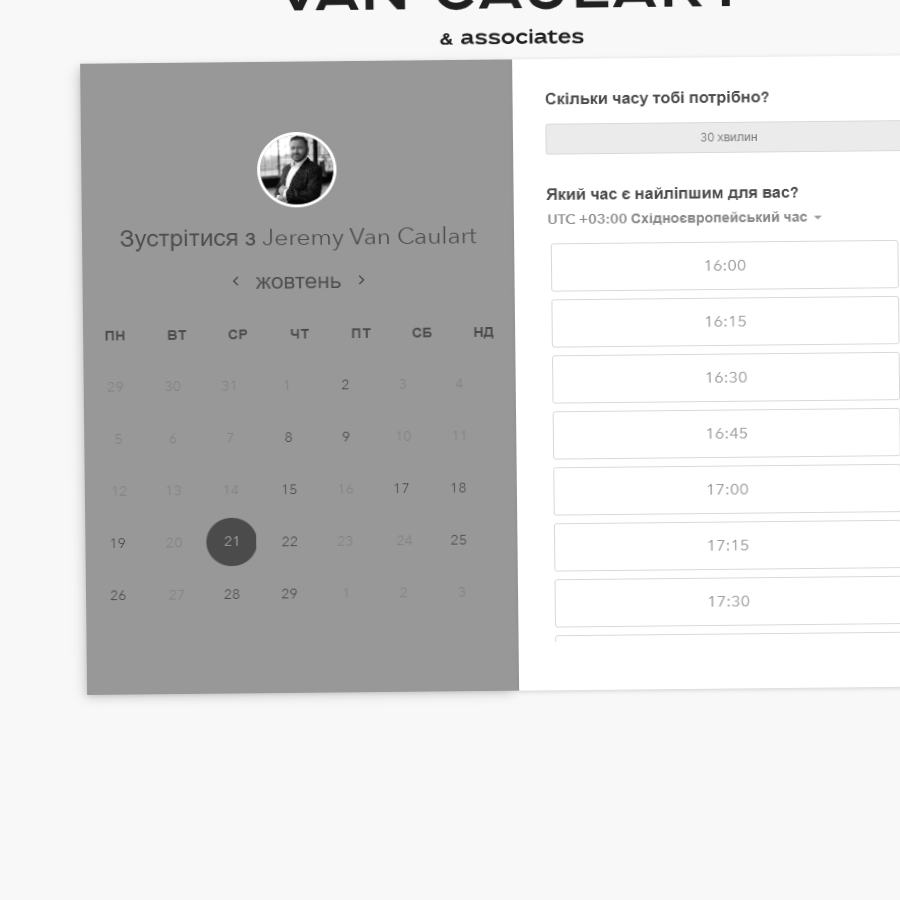 VAN CAULART
& associates
Зустрітися з Jeremy Van Caulart
жовтень
ПН ВТ СР ЧТ ПТ СБ НД
29 30 31 1 2 3 4
5 6 7 8 9 10 11
12 13 14 15 16 17 18
19 20 21 22 23 24 25
26 27 28 29 1 2 3
Скільки часу тобі потрібно?
30 хвилин
Який час є найліпшим для вас?
UTC +03:00 Східноєвропейський час
16:00
16:15
16:30
16:45
17:00
17:15
17:30